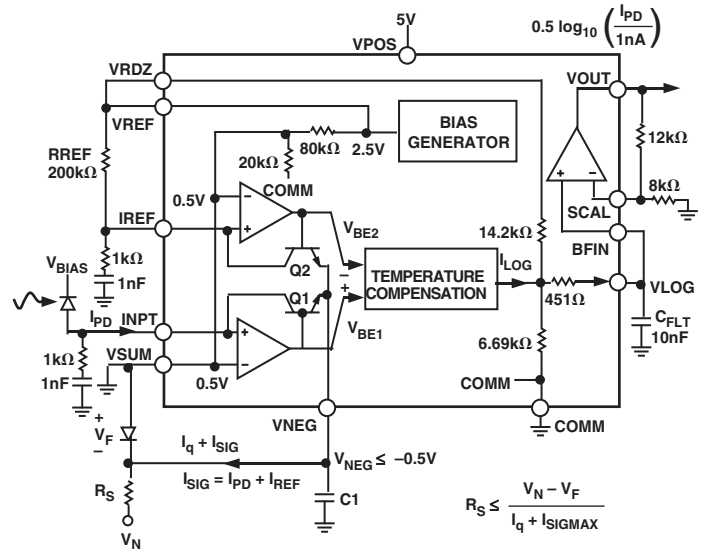 5V
0.5 log10 (IPD / 1nA)
VPOS
VRDZ
VOUT
VREF
BIAS
GENERATOR
80kΩ
2.5V
20kΩ
COMM
12kΩ
RREF
200kΩ
0.5V
8kΩ
SCAL
IREF
VBE2
14.2kΩ
BFIN
1kΩ
1nF
VBIAS
Q2
TEMPERATURE
COMPENSATION
ILOG
451Ω
VLOG
Q1
IPD
INPT
VBE1
CFLT
10nF
1kΩ
1nF
VSUM
0.5V
6.69kΩ
COMM
COMM
VNEG
+
VF
–
Iq + ISIG
VNEG ≤ –0.5V
ISIG = IPD + IREF
RS
C1
VN
RS ≤ (VN – VF) / (Iq + ISIGMAX)